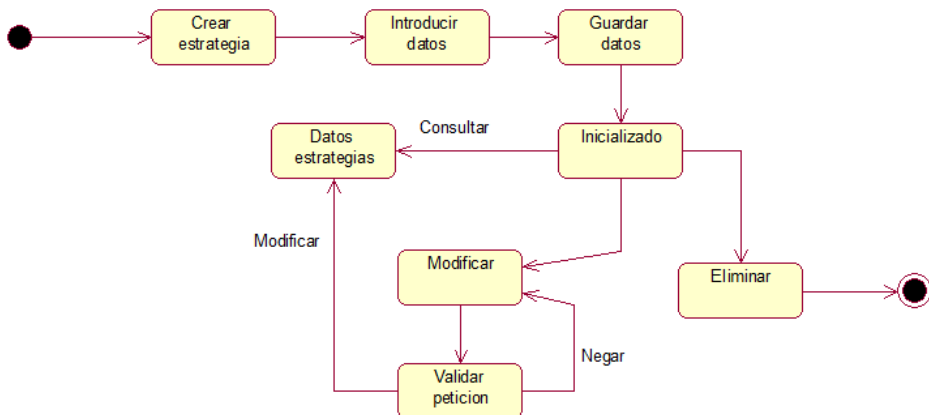 Crear
estrategia
Introducir
datos
Guardar
datos
Datos
estrategias
Consultar
Inicializado
Modificar
Modificar
Eliminar
Negar
Validar
peticion